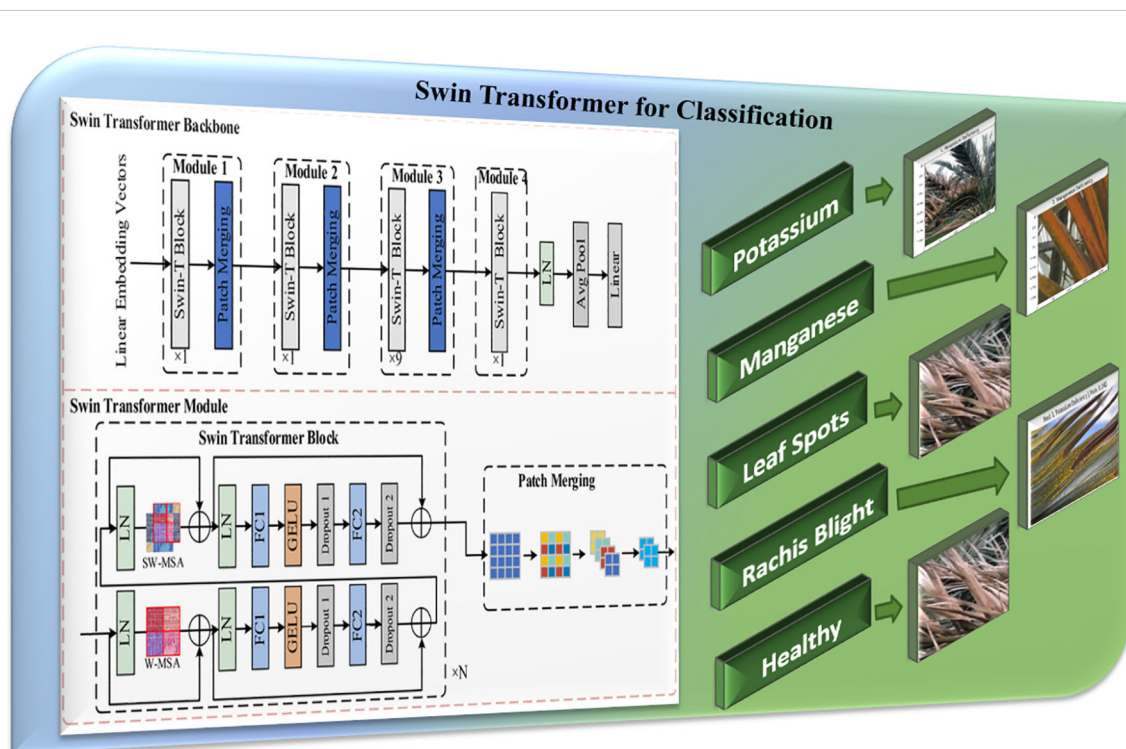 Swin Transformer for Classification
Swin Transformer Backbone
Linear Embedding Vectors
Module 1
Swin-T Block
Patch Merging
×1
Module 2
Swin-T Block
Patch Merging
×1
Module 3
Swin-T Block
Patch Merging
×9
Module 4
Swin-T Block
×1
LN
Avg Pool
Linear
Swin Transformer Module
Swin Transformer Block
LN
SW-MSA
LN
FC1
GELU
Dropout 1
FC2
Dropout 2
LN
W-MSA
LN
FC1
GELU
Dropout 1
FC2
Dropout 2
×N
Patch Merging
Potassium
Manganese
Leaf Spots
Rachis Blight
Healthy